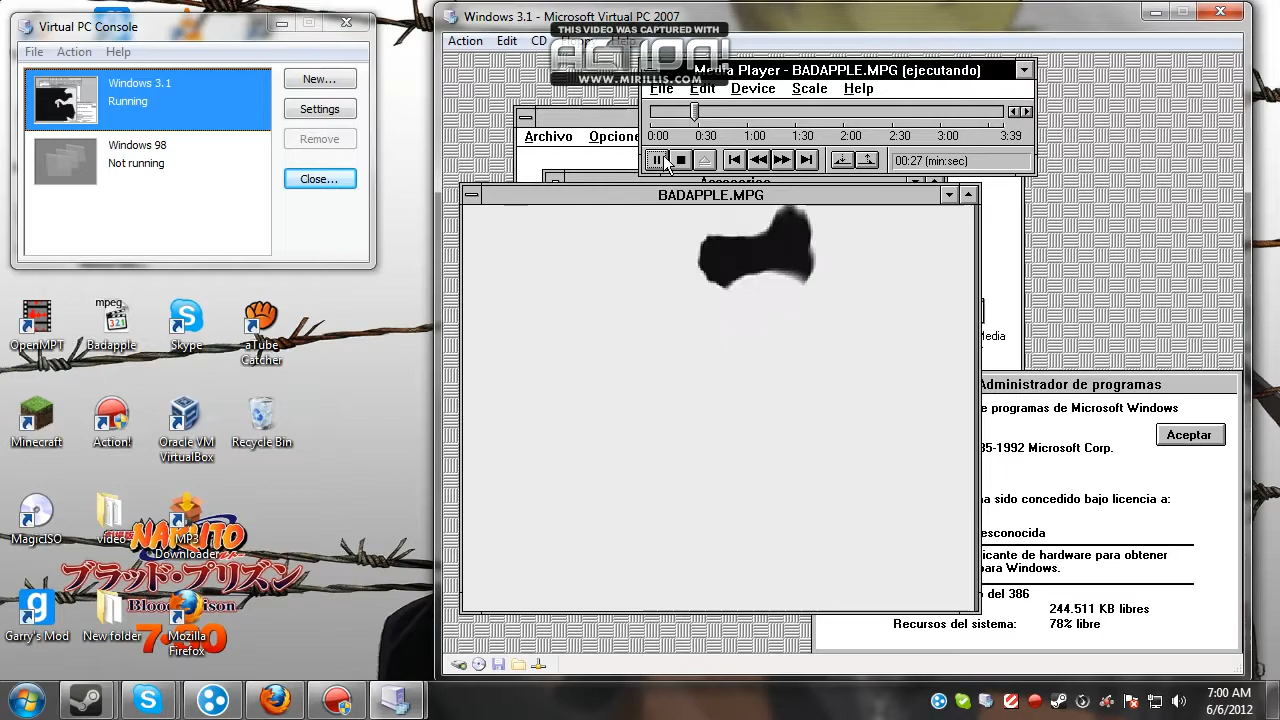 Virtual PC Console
File Action Help
Windows 3.1
Running
Windows 98
Not running
New...
Settings
Remove
Close...
Windows 3.1 - Microsoft Virtual PC 2007
Action Edit CD Help
THIS VIDEO WAS CAPTURED WITH
ACTION!
WWW.MIRILLIS.COM
Media Player - BADAPPLE.MPG (ejecutando)
File Edit Device Scale Help
0:00 0:30 1:00 1:30 2:00 2:30 3:00 3:39
00:27 (min:sec)
Archivo Opcione
BADAPPLE.MPG
Media
Administrador de programas
e programas de Microsoft Windows
Aceptar
35-1992 Microsoft Corp.
ha sido concedido bajo licencia a:
esconocida
icante de hardware para obtener
para Windows.
o del 386
244.511 KB libres
Recursos del sistema: 78% libre
OpenMPT
mpeg
321
Badapple
Skype
aTube Catcher
Minecraft
Action!
Oracle VM VirtualBox
Recycle Bin
MagicISO
video
MP3 Downloader
NARUTO
ブラッド・プリズン
Garry's Mod
New folder
Mozilla Firefox
7:00 AM
6/6/2012